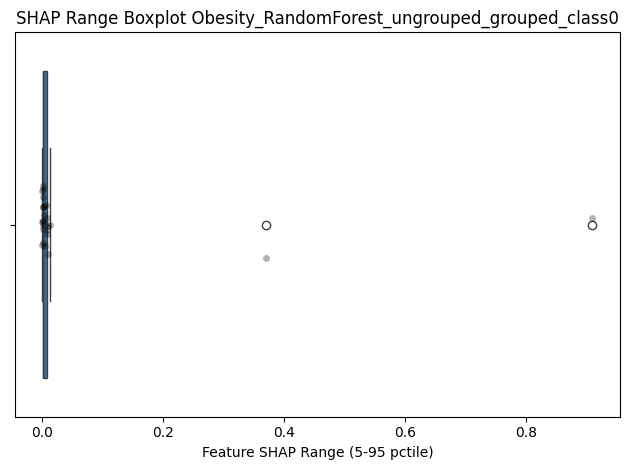 SHAP Range Boxplot Obesity_RandomForest_ungrouped_grouped_class0
0.0 0.2 0.4 0.6 0.8
Feature SHAP Range (5-95 pctile)